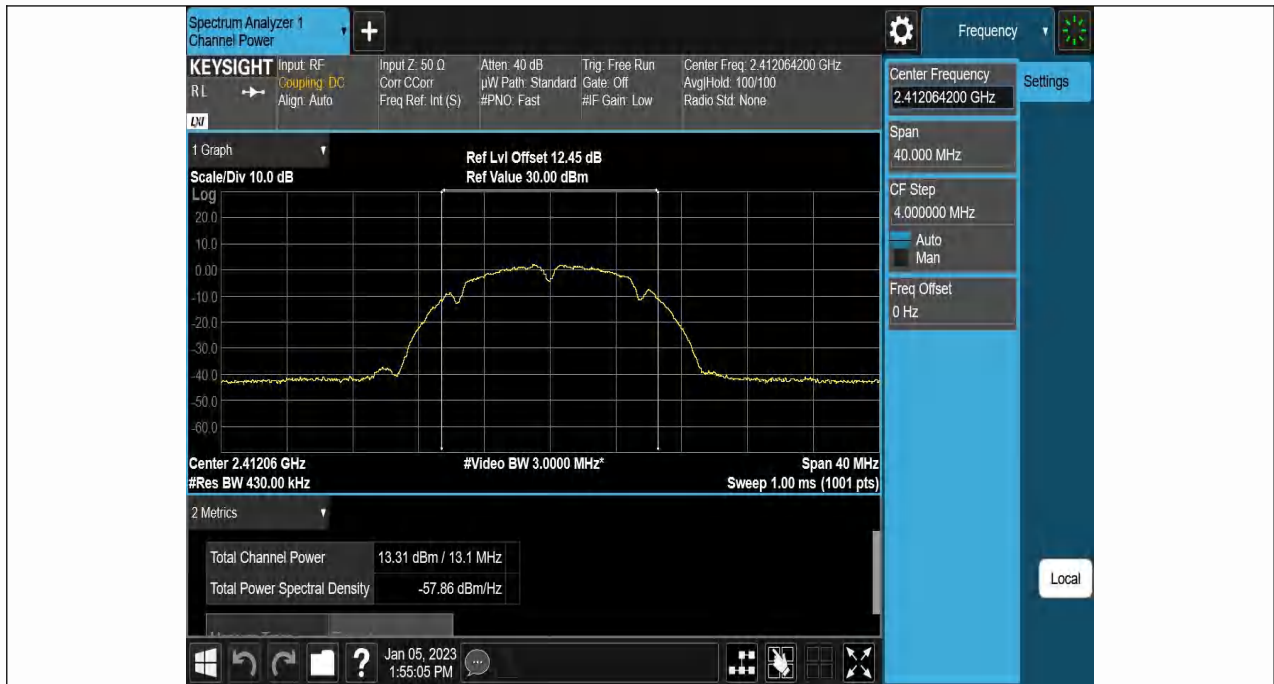 Spectrum Analyzer 1
Channel Power
Frequency
KEYSIGHT
RL
LXI
Input: RF
Coupling: DC
Align: Auto
Input Z: 50 Ω
Corr CCorr
Freq Ref: Int (S)
Atten: 40 dB
µW Path: Standard
#PNO: Fast
Trig: Free Run
Gate: Off
#IF Gain: Low
Center Freq: 2.412064200 GHz
Avg|Hold: 100/100
Radio Std: None
Center Frequency
2.412064200 GHz
Settings
Span
40.000 MHz
CF Step
4.000000 MHz
Auto
Man
Freq Offset
0 Hz
Local
1 Graph
Scale/Div 10.0 dB
Ref Lvl Offset 12.45 dB
Ref Value 30.00 dBm
Log
20.0
10.0
0.00
-10.0
-20.0
-30.0
-40.0
-50.0
-60.0
Center 2.41206 GHz
#Video BW 3.0000 MHz*
Span 40 MHz
#Res BW 430.00 kHz
Sweep 1.00 ms (1001 pts)
2 Metrics
Total Channel Power 13.31 dBm / 13.1 MHz
Total Power Spectral Density -57.86 dBm/Hz
?
Jan 05, 2023
1:55:05 PM